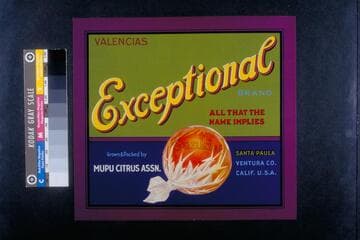 VALENCIAS
Exceptional
BRAND
ALL THAT THE
NAME IMPLIES
Grown & Packed by
MUPU CITRUS ASSN.
SANTA PAULA
VENTURA CO.
CALIF. U.S.A.
KODAK GRAY SCALE